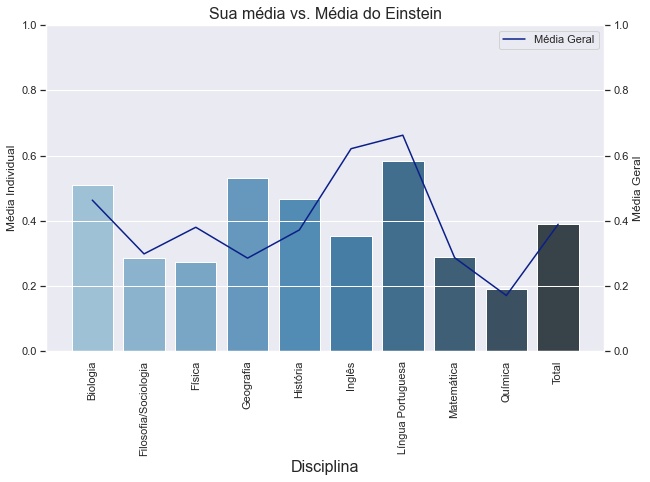 Sua média vs. Média do Einstein
Média Geral
1.0
0.8
0.6
0.4
0.2
0.0
Média Individual
1.0
0.8
0.6
0.4
0.2
0.0
Média Geral
Biologia
Filosofia/Sociologia
Física
Geografia
História
Inglês
Língua Portuguesa
Matemática
Química
Total
Disciplina